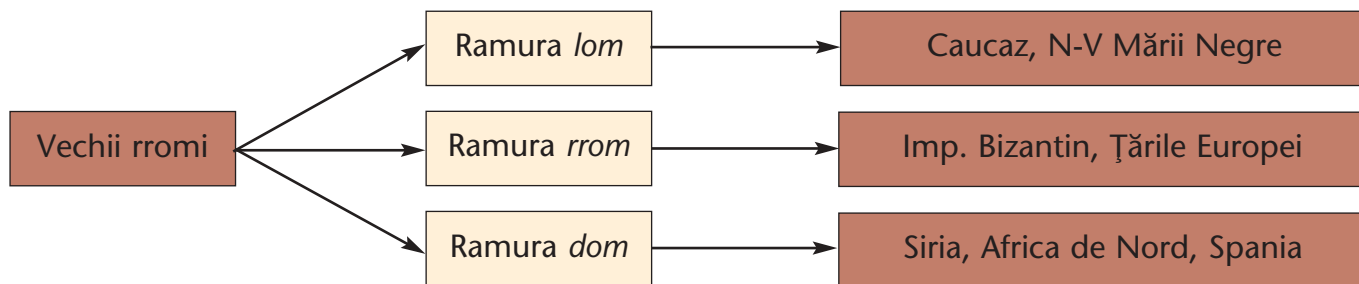 Ramura lom
Caucaz, N-V Mării Negre
Vechii rromi
Ramura rrom
Imp. Bizantin, Ţările Europei
Ramura dom
Siria, Africa de Nord, Spania